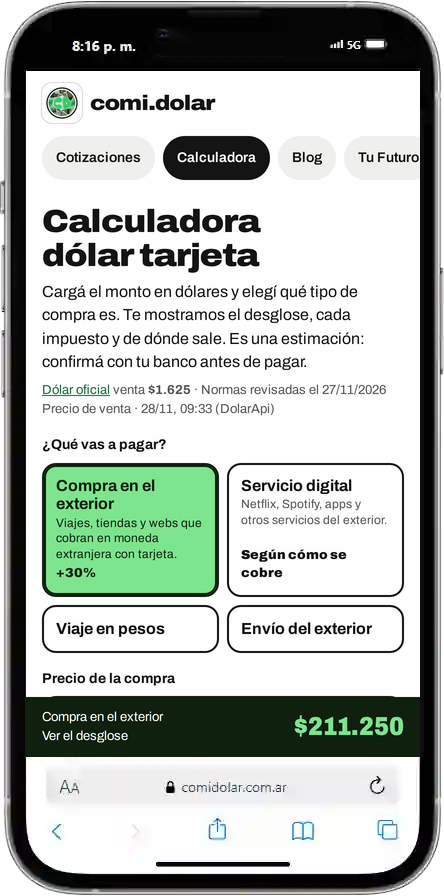 8:16 p. m.
5G
comi.dolar
Cotizaciones
Calculadora
Blog
Tu Futuro
Calculadora
dólar tarjeta
Cargá el monto en dólares y elegí qué tipo de
compra es. Te mostramos el desglose, cada
impuesto y de dónde sale. Es una estimación:
confirmá con tu banco antes de pagar.
Dólar oficial venta $1.625 · Normas revisadas el 27/11/2026
Precio de venta · 28/11, 09:33 (DolarApi)
¿Qué vas a pagar?
Compra en el
exterior
Viajes, tiendas y webs que
cobran en moneda
extranjera con tarjeta.
+30%
Servicio digital
Netflix, Spotify, apps y
otros servicios del exterior.
Según cómo se
cobre
Viaje en pesos
Envío del exterior
Precio de la compra
Compra en el exterior
Ver el desglose
$211.250
AA
comidolar.com.ar